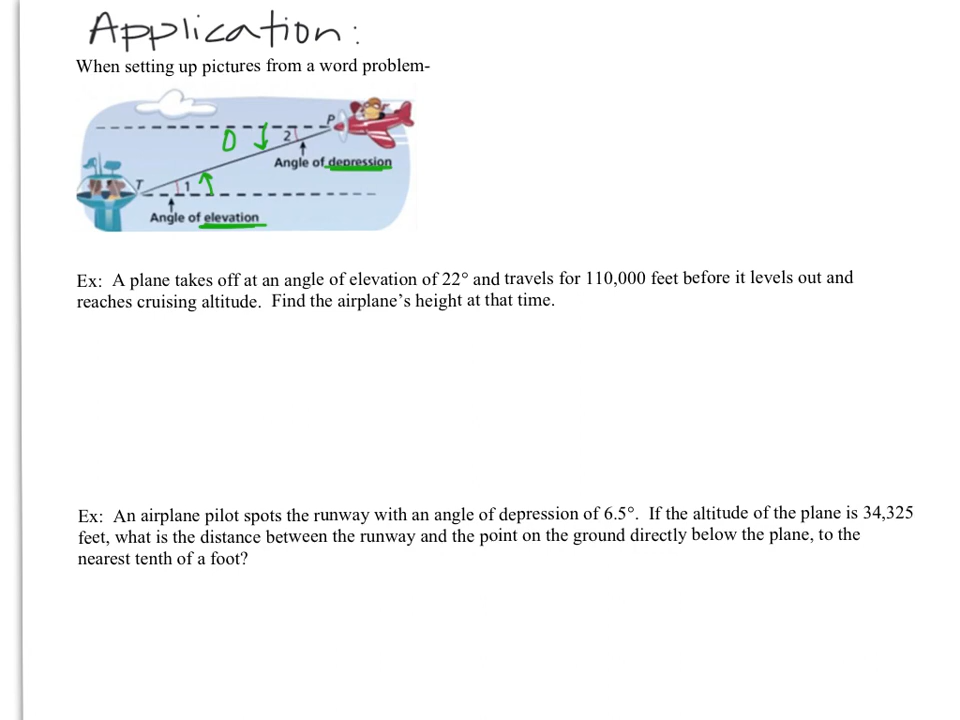 Application:
When setting up pictures from a word problem-
P
2
Angle of depression
T
1
Angle of elevation
Ex: A plane takes off at an angle of elevation of 22° and travels for 110,000 feet before it levels out and
reaches cruising altitude. Find the airplane's height at that time.
Ex: An airplane pilot spots the runway with an angle of depression of 6.5°. If the altitude of the plane is 34,325
feet, what is the distance between the runway and the point on the ground directly below the plane, to the
nearest tenth of a foot?